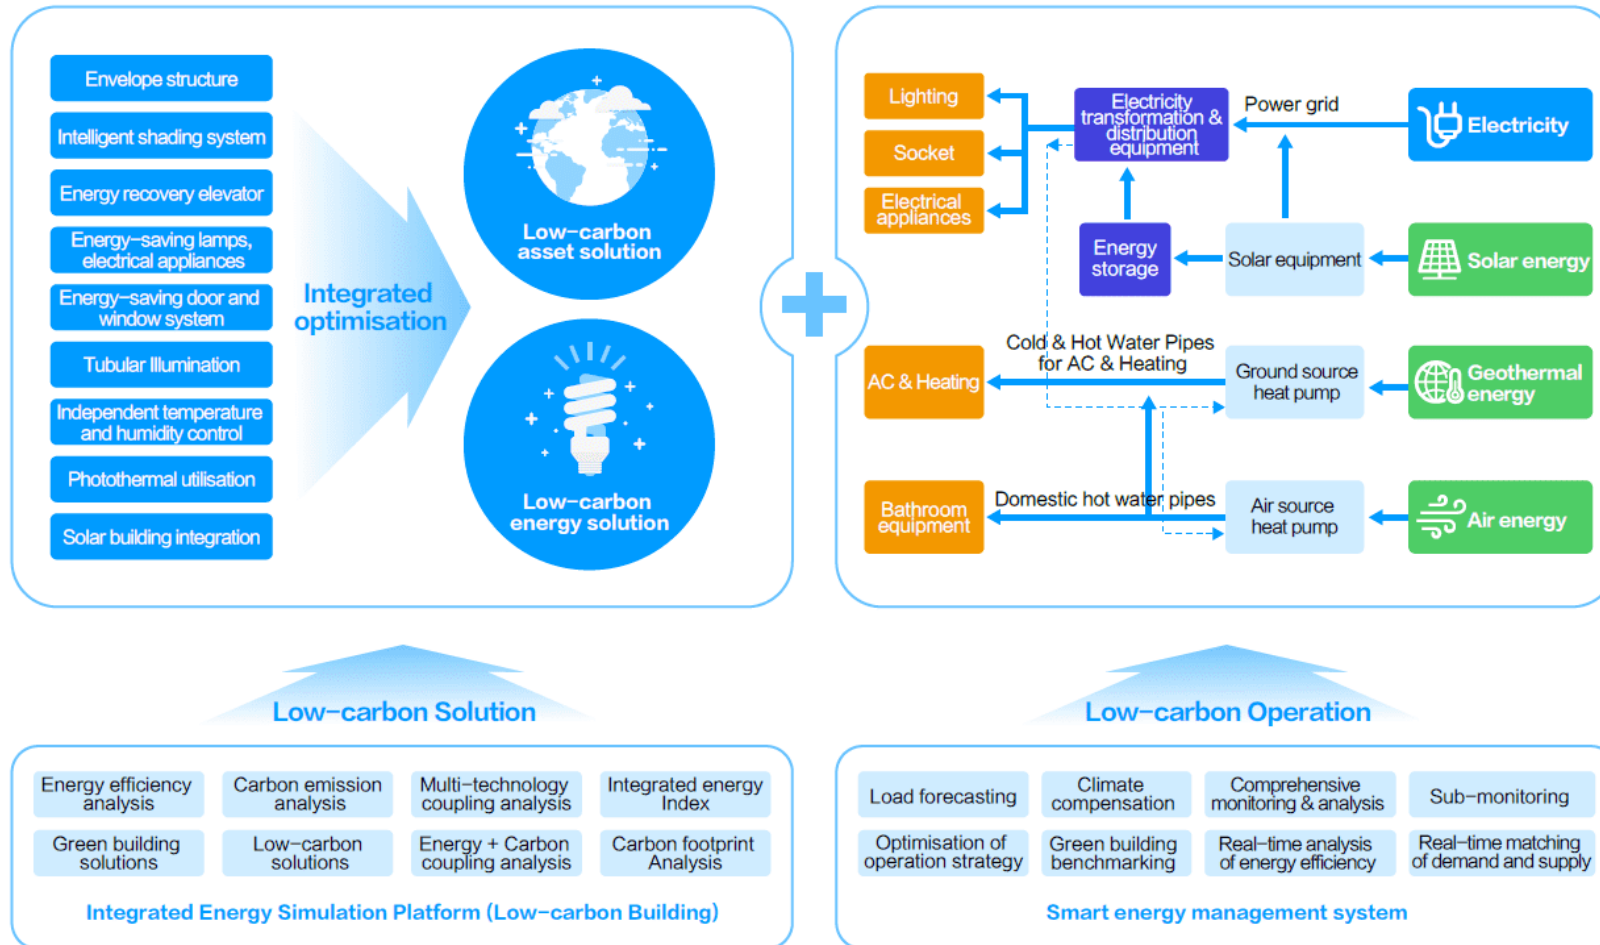 Envelope structure
Intelligent shading system
Energy recovery elevator
Energy-saving lamps,
electrical appliances
Energy-saving door and
window system
Tubular Illumination
Independent temperature
and humidity control
Photothermal utilisation
Solar building integration
Integrated
optimisation
Low-carbon
asset solution
Low-carbon
energy solution
Lighting
Socket
Electrical
appliances
Electricity
transformation &
distribution
equipment
Power grid
Electricity
Energy
storage
Solar equipment
Solar energy
AC & Heating
Cold & Hot Water Pipes
for AC & Heating
Ground source
heat pump
Geothermal
energy
Bathroom
equipment
Domestic hot water pipes
Air source
heat pump
Air energy
Low-carbon Solution
Energy efficiency
analysis
Carbon emission
analysis
Multi-technology
coupling analysis
Integrated energy
Index
Green building
solutions
Low-carbon
solutions
Energy + Carbon
coupling analysis
Carbon footprint
Analysis
Integrated Energy Simulation Platform (Low-carbon Building)
Low-carbon Operation
Load forecasting
Climate
compensation
Comprehensive
monitoring & analysis
Sub-monitoring
Optimisation of
operation strategy
Green building
benchmarking
Real-time analysis
of energy efficiency
Real-time matching
of demand and supply
Smart energy management system